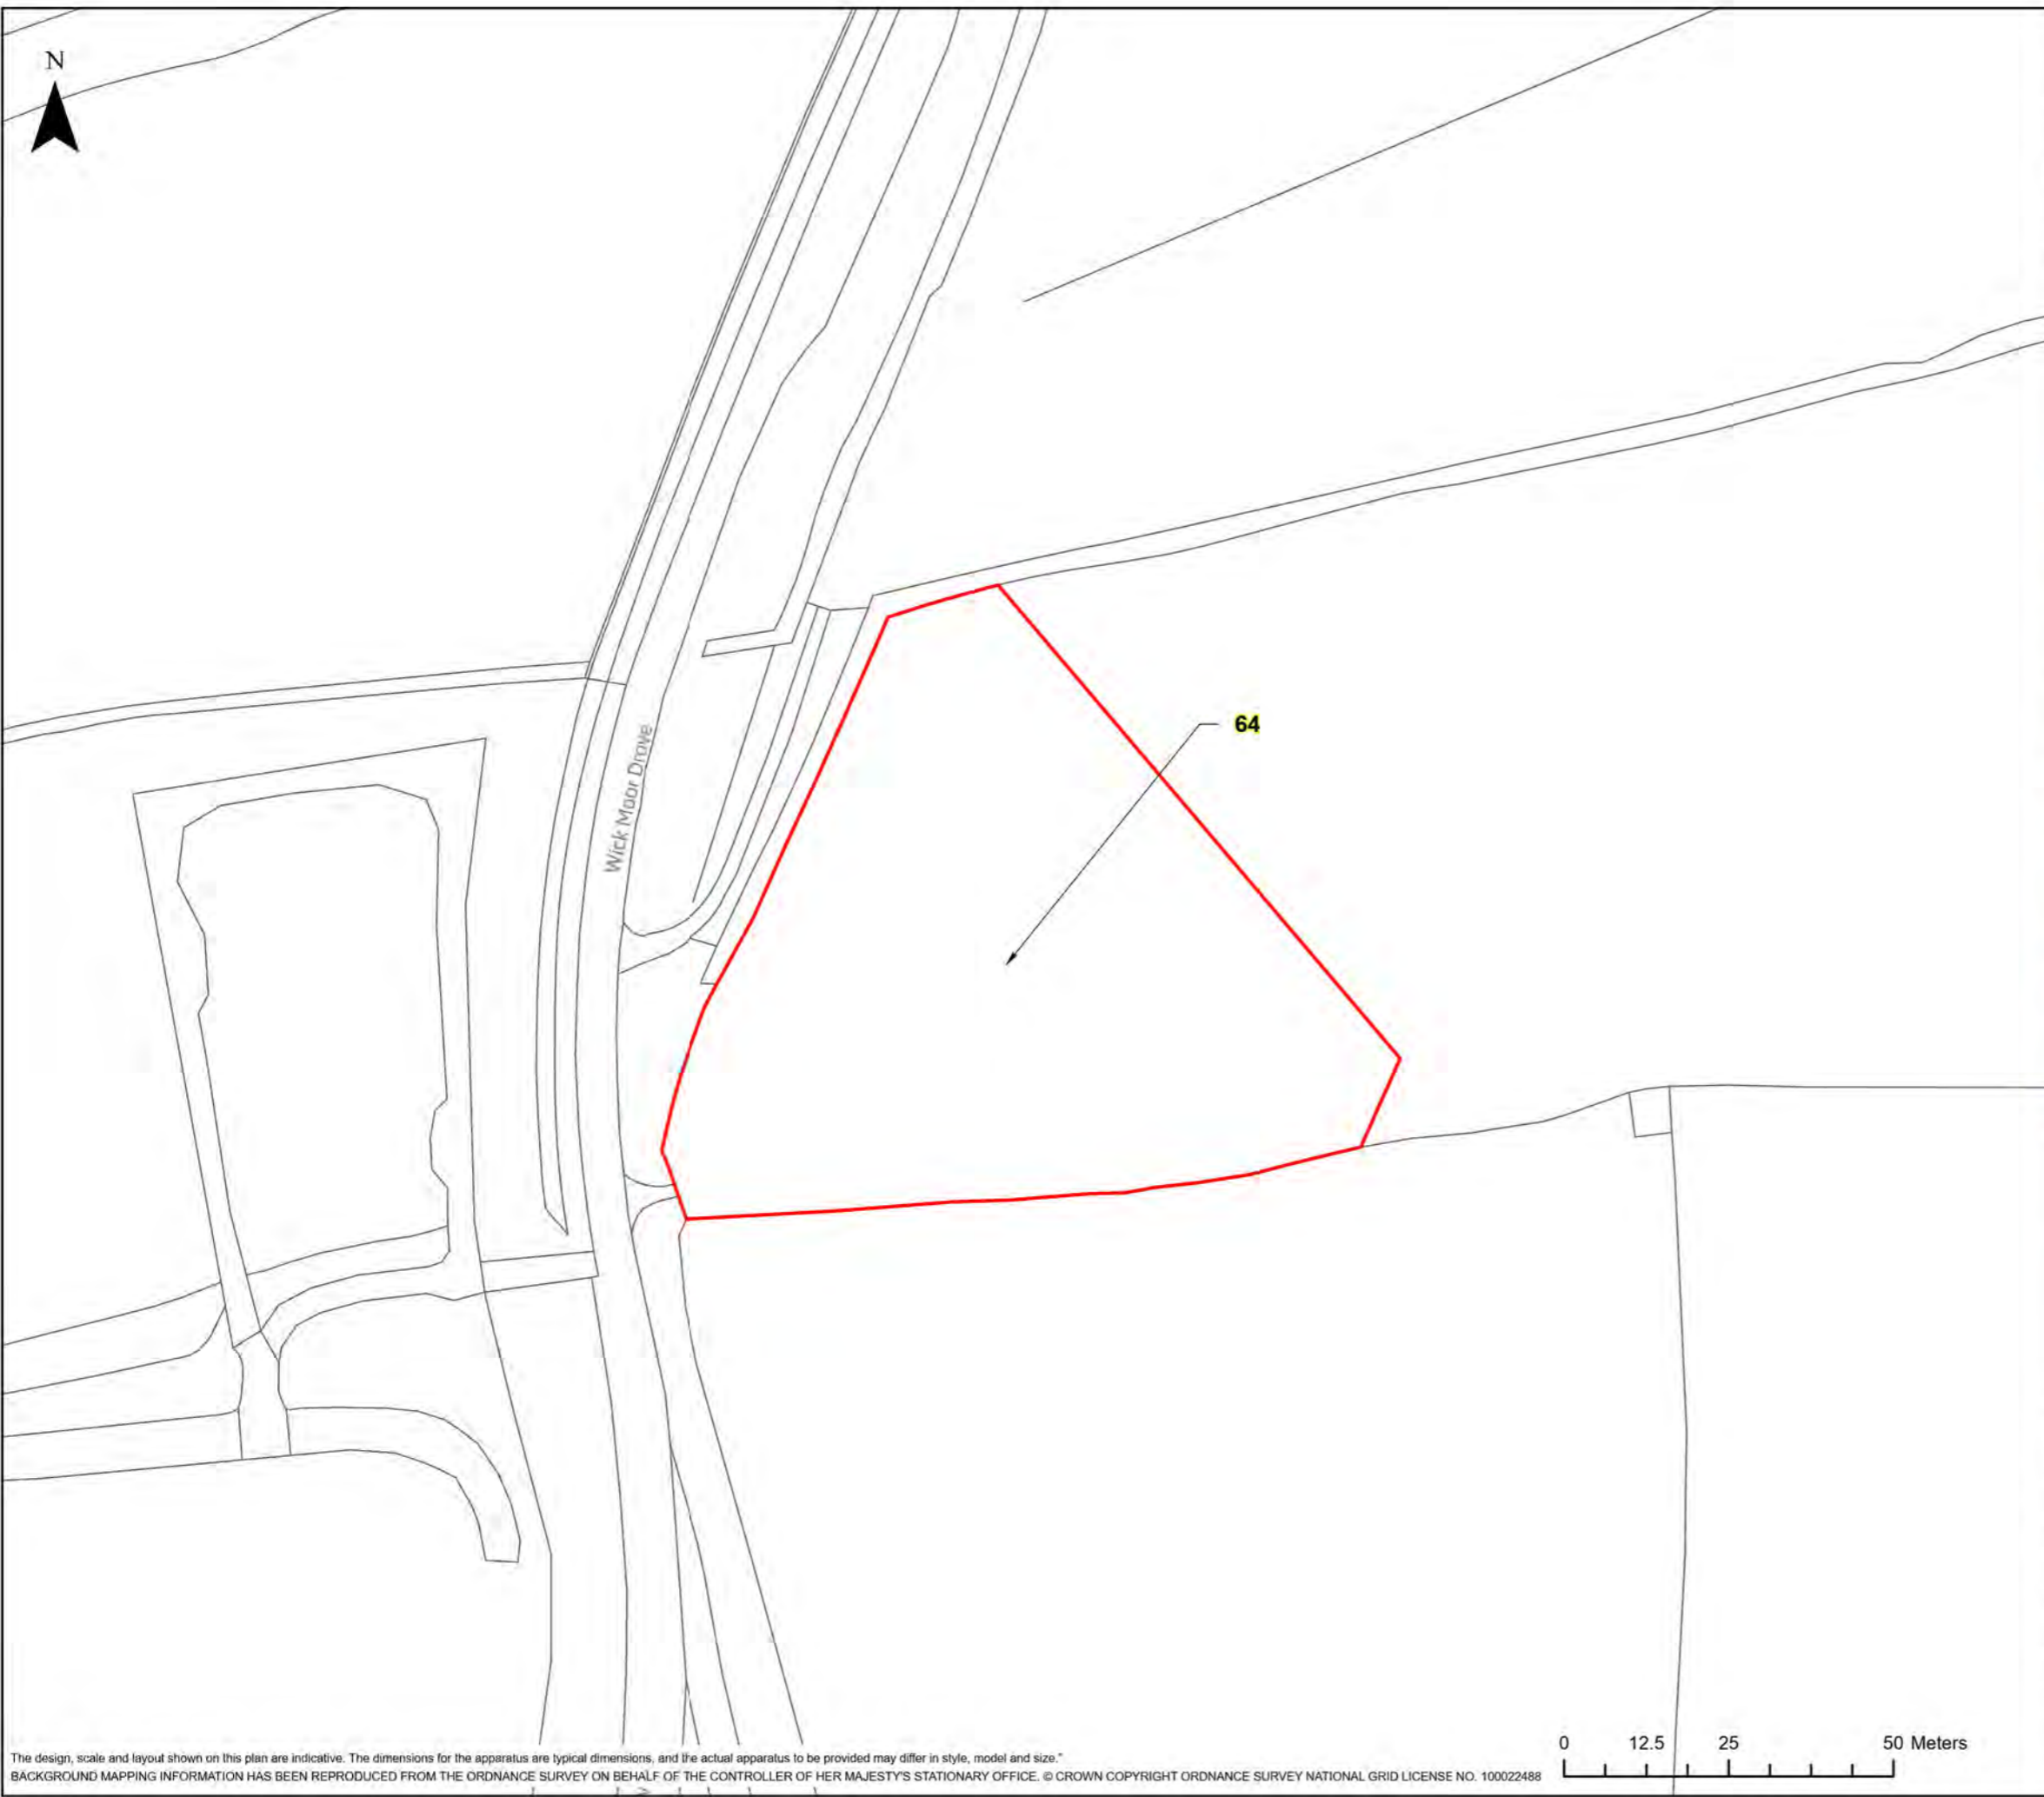 N
64
Wick Moor Drove
0 12.5 25 50 Meters
The design, scale and layout shown on this plan are indicative. The dimensions for the apparatus are typical dimensions, and the actual apparatus to be provided may differ in style, model and size."
BACKGROUND MAPPING INFORMATION HAS BEEN REPRODUCED FROM THE ORDNANCE SURVEY ON BEHALF OF THE CONTROLLER OF HER MAJESTY'S STATIONARY OFFICE. © CROWN COPYRIGHT ORDNANCE SURVEY NATIONAL GRID LICENSE NO. 100022488